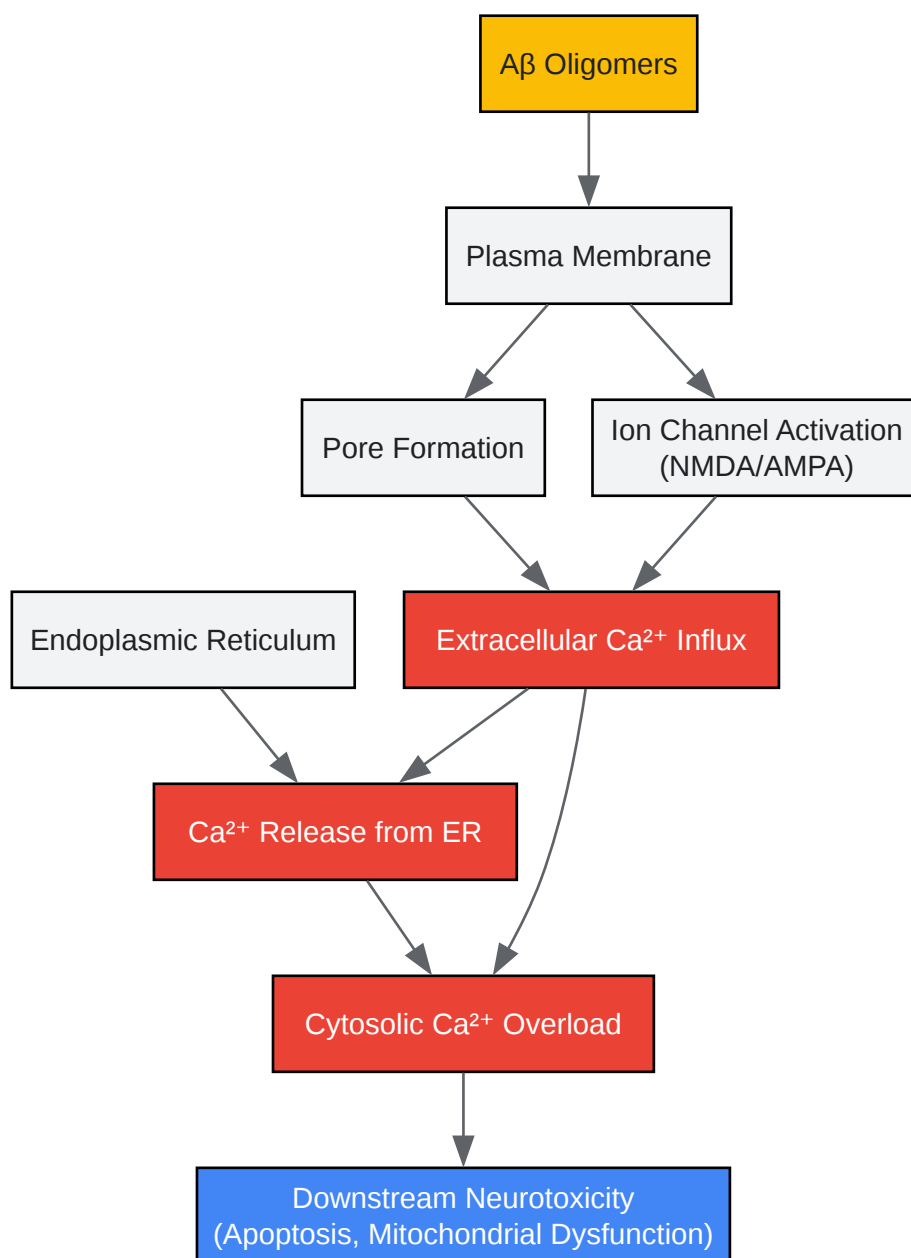 Aβ Oligomers
Plasma Membrane
Pore Formation
Ion Channel Activation
(NMDA/AMPA)
Endoplasmic Reticulum
Extracellular Ca²⁺ Influx
Ca²⁺ Release from ER
Cytosolic Ca²⁺ Overload
Downstream Neurotoxicity
(Apoptosis, Mitochondrial Dysfunction)